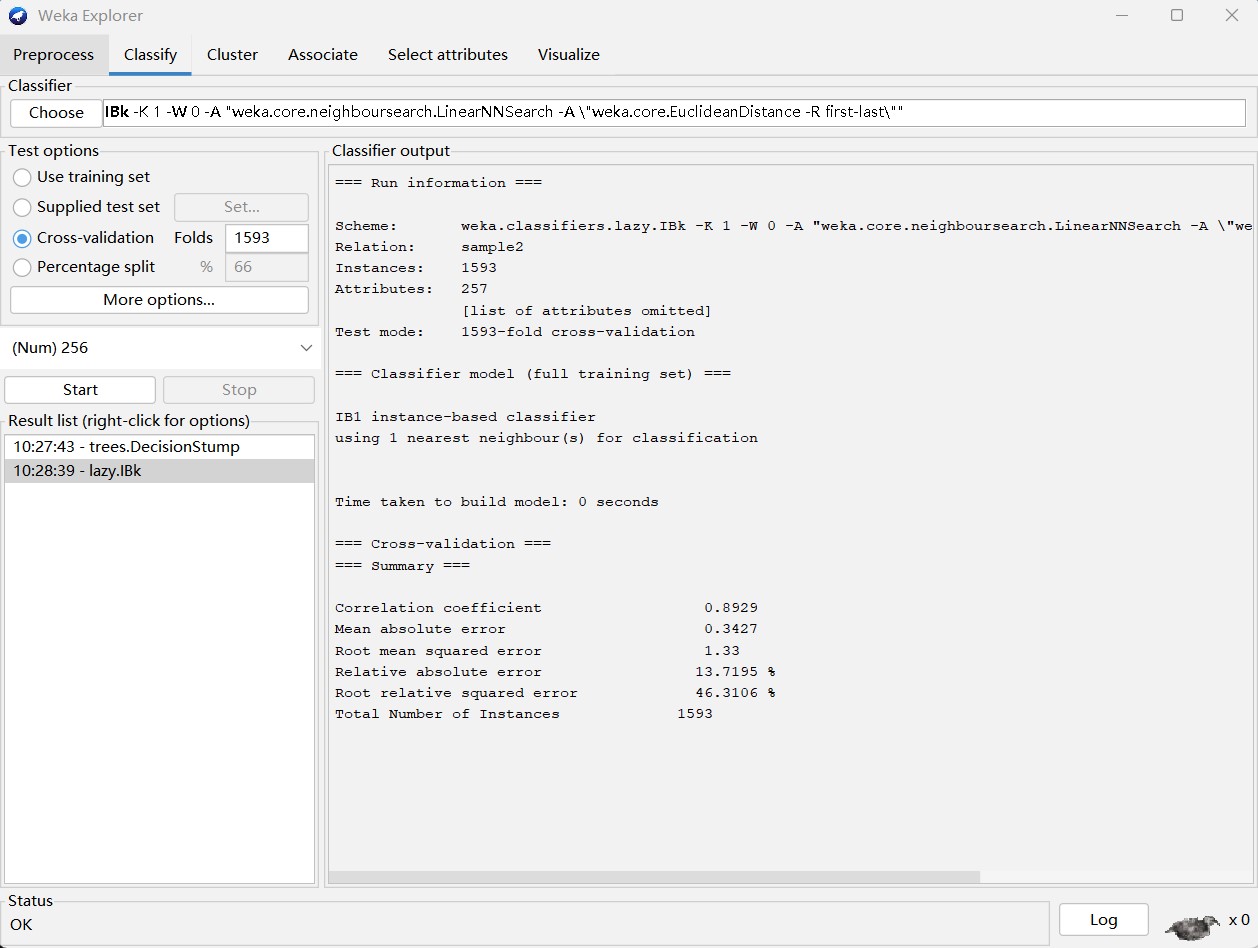 Weka Explorer
Preprocess Classify Cluster Associate Select attributes Visualize
Classifier
Choose IBk -K 1 -W 0 -A "weka.core.neighboursearch.LinearNNSearch -A \"weka.core.EuclideanDistance -R first-last\""
Test options
Use training set
Supplied test set Set...
Cross-validation Folds 1593
Percentage split % 66
More options...
(Num) 256
Start Stop
Result list (right-click for options)
10:27:43 - trees.DecisionStump
10:28:39 - lazy.IBk
Classifier output
=== Run information ===
Scheme: weka.classifiers.lazy.IBk -K 1 -W 0 -A "weka.core.neighboursearch.LinearNNSearch -A \"we
Relation: sample2
Instances: 1593
Attributes: 257
[list of attributes omitted]
Test mode: 1593-fold cross-validation
=== Classifier model (full training set) ===
IB1 instance-based classifier
using 1 nearest neighbour(s) for classification
Time taken to build model: 0 seconds
=== Cross-validation ===
=== Summary ===
Correlation coefficient 0.8929
Mean absolute error 0.3427
Root mean squared error 1.33
Relative absolute error 13.7195 %
Root relative squared error 46.3106 %
Total Number of Instances 1593
Status
OK
Log x 0